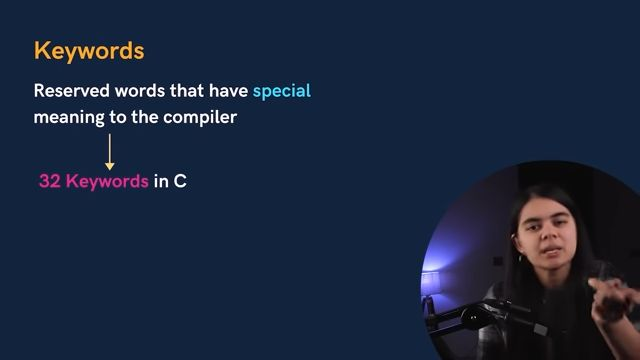 Keywords
Reserved words that have special
meaning to the compiler
32 Keywords in C